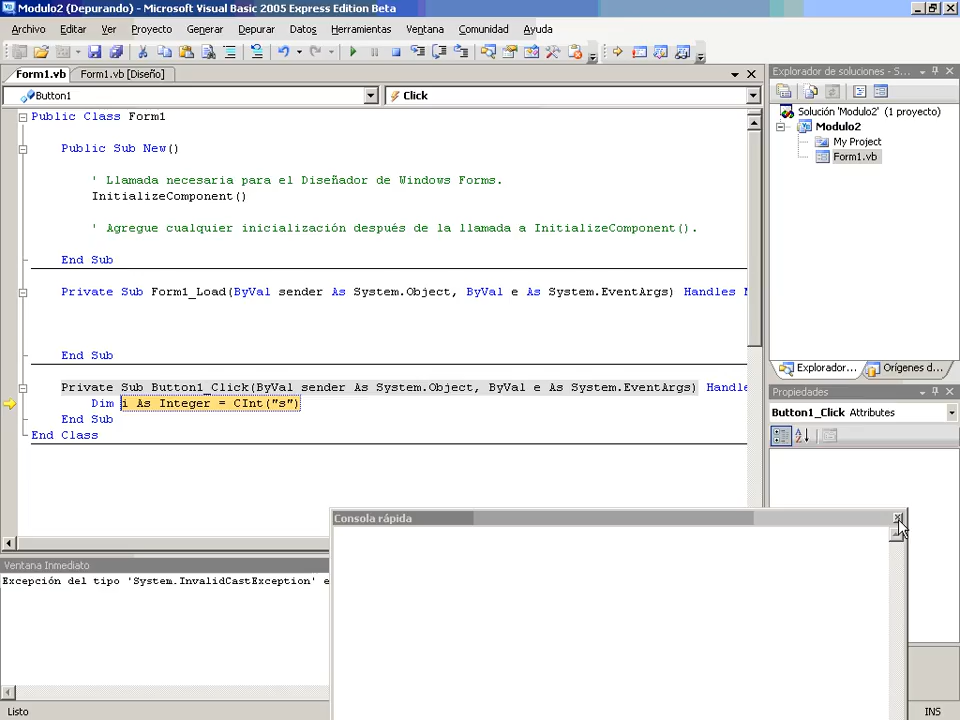 Modulo2 (Depurando) - Microsoft Visual Basic 2005 Express Edition Beta
Archivo Editar Ver Proyecto Generar Depurar Datos Herramientas Ventana Comunidad Ayuda
Form1.vb Form1.vb [Diseño]
Explorador de soluciones - S...
Button1 Click
Solución 'Modulo2' (1 proyecto)
Modulo2
My Project
Form1.vb
Public Class Form1
Public Sub New()
' Llamada necesaria para el Diseñador de Windows Forms.
InitializeComponent()
' Agregue cualquier inicialización después de la llamada a InitializeComponent().
End Sub
Private Sub Form1_Load(ByVal sender As System.Object, ByVal e As System.EventArgs) Handles
End Sub
Private Sub Button1_Click(ByVal sender As System.Object, ByVal e As System.EventArgs) Handle
Dim i As Integer = CInt("s")
End Sub
End Class
Explorador... Orígenes d...
Propiedades
Button1_Click Attributes
Consola rápida
Ventana Inmediato
Excepción del tipo 'System.InvalidCastException' e
Listo
INS